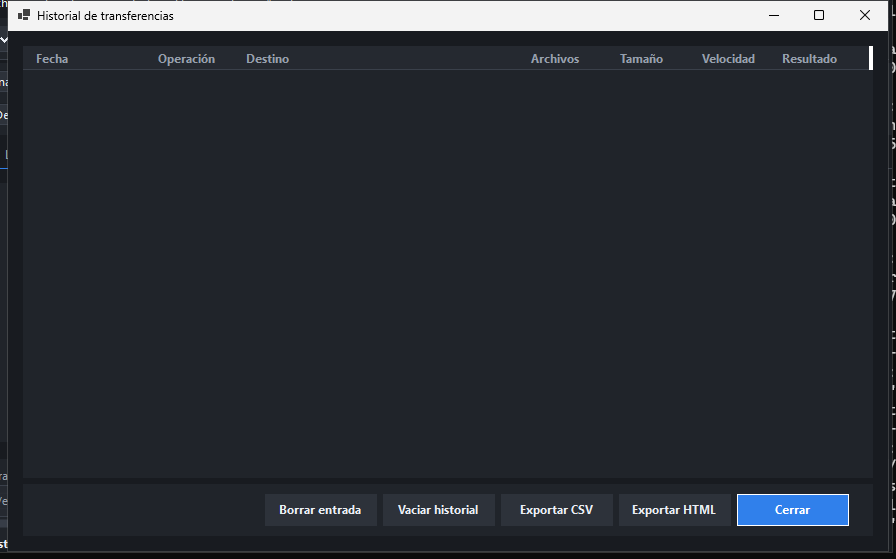 Historial de transferencias
Fecha Operación Destino Archivos Tamaño Velocidad Resultado
Borrar entrada Vaciar historial Exportar CSV Exportar HTML Cerrar